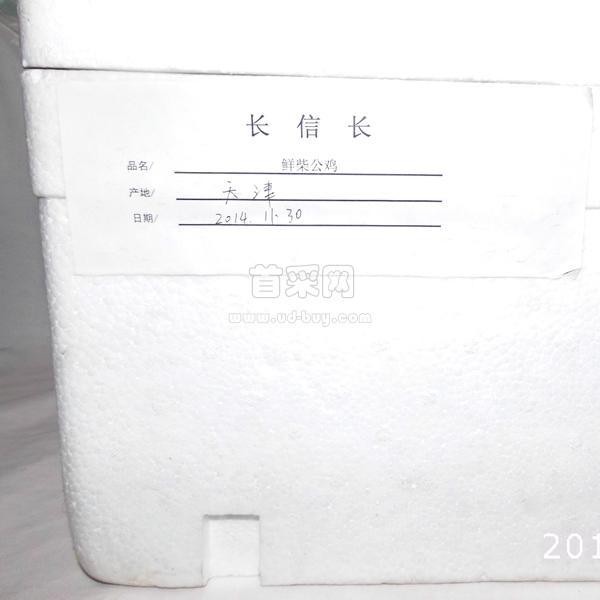 长信长
品名/ 鲜柴公鸡
产地/ 天津
日期/ 2014.11.30
首采网
www.ud-buy.com
201